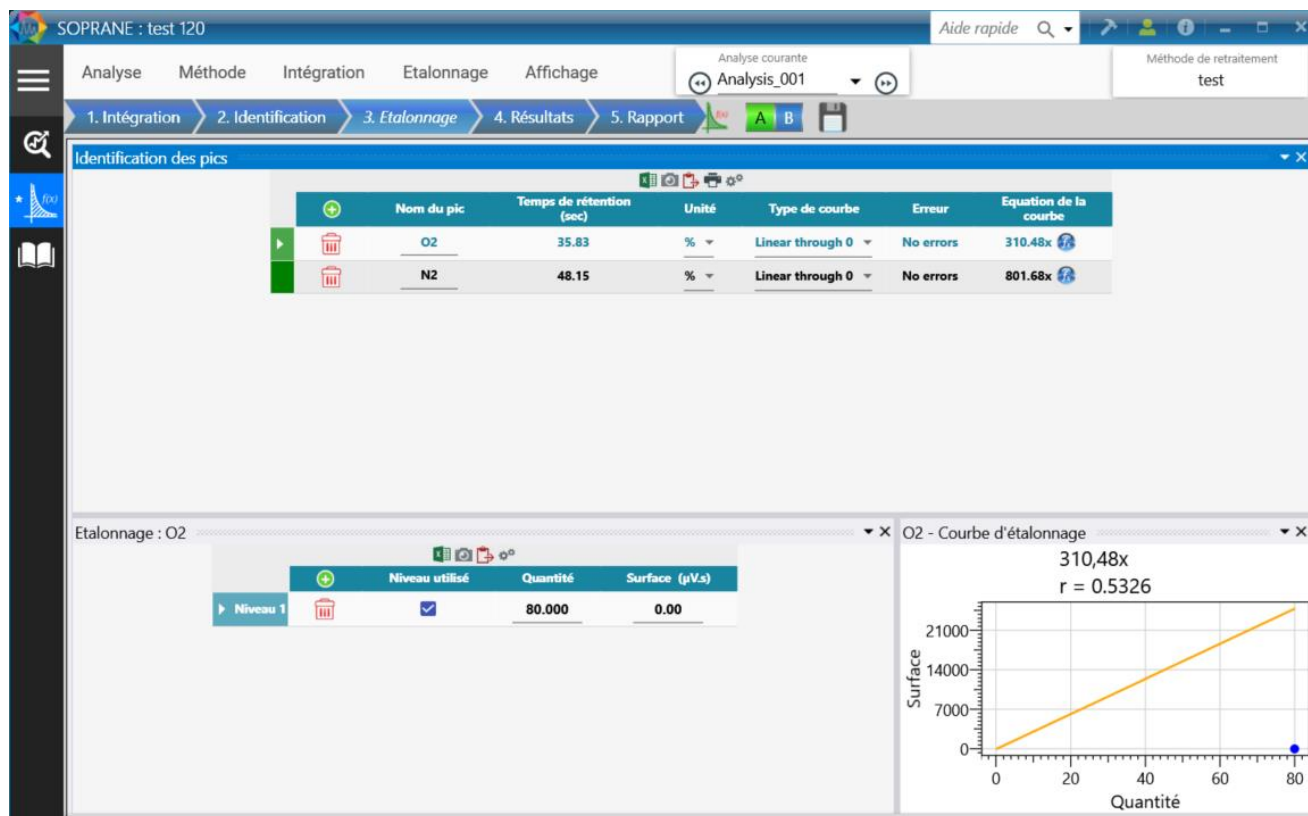 SOPRANE : test 120
Aide rapide
Analyse Méthode Intégration Etalonnage Affichage
Analyse courante
Analysis_001
Méthode de retraitement
test
1. Intégration 2. Identification 3. Etalonnage 4. Résultats 5. Rapport f(x) A B
f(x)
Identification des pics
Nom du pic Temps de rétention (sec) Unité Type de courbe Erreur Equation de la courbe
O2 35.83 % Linear through 0 No errors 310.48x
N2 48.15 % Linear through 0 No errors 801.68x
Etalonnage : O2
Niveau utilisé Quantité Surface (µV.s)
Niveau 1 80.000 0.00
O2 - Courbe d'étalonnage
310,48x
r = 0.5326
21000
14000
7000
0
Surface
0 20 40 60 80
Quantité